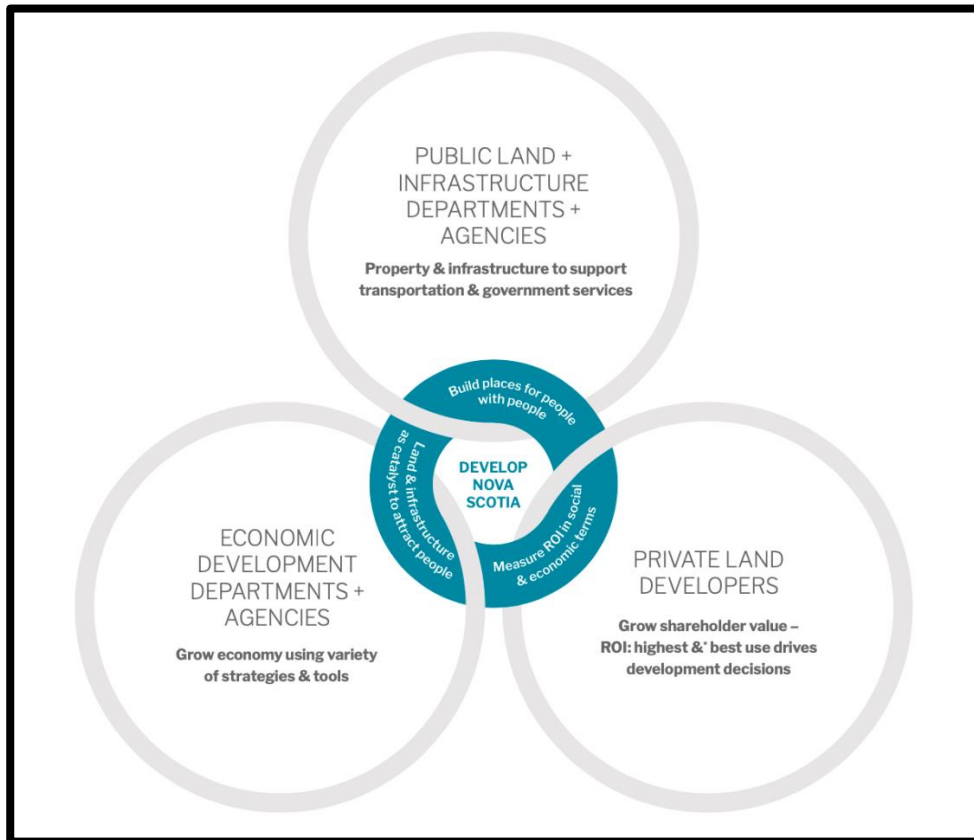 PUBLIC LAND +
INFRASTRUCTURE
DEPARTMENTS +
AGENCIES
Property & infrastructure to support
transportation & government services
Build places for people
with people
Land & infrastructure
as catalyst to attract people
DEVELOP
NOVA
SCOTIA
Measure ROI in social
& economic terms
ECONOMIC
DEVELOPMENT
DEPARTMENTS +
AGENCIES
Grow economy using variety
of strategies & tools
PRIVATE LAND
DEVELOPERS
Grow shareholder value –
ROI: highest &* best use drives
development decisions